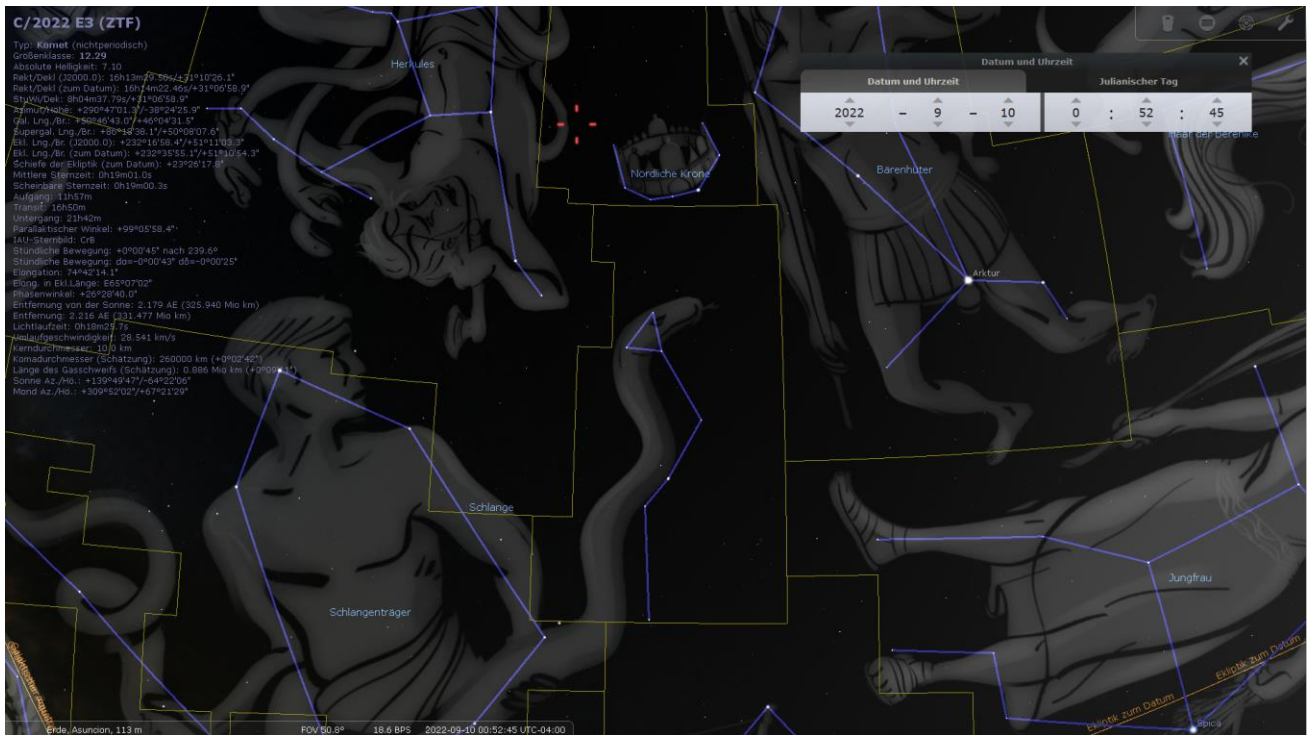 C/2022 E3 (ZTF)
Typ: Komet (nichtperiodisch)
Größenklasse: 12.29
Absolute Helligkeit: 7.10
Rekt/Dekl (J2000.0): 16h13m29.56s/+31°10'26.1"
Rekt/Dekl (zum Datum): 16h14m22.46s/+31°06'58.9"
StuWi/Dek: 8h04m37.79s/+31°06'58.9"
Azimut/Höhe: +290°47'01.3"/-38°24'25.9"
Gal. Lng./Br.: +50°46'43.0"/+46°04'31.5"
Supergal. Lng./Br.: +86°18'38.1"/+50°08'07.6"
Ekl. Lng./Br. (J2000.0): +232°16'58.4"/+51°11'03.3"
Ekl. Lng./Br. (zum Datum): +232°35'55.1"/+51°10'54.3"
Schiefe der Ekliptik (zum Datum): +23°26'17.8"
Mittlere Sternzeit: 0h19m01.0s
Scheinbare Sternzeit: 0h19m00.3s
Aufgang: 11h57m
Transit: 16h50m
Untergang: 21h42m
Parallaktischer Winkel: +99°05'58.4"
IAU-Sternbild: CrB
Stündliche Bewegung: +0°00'45" nach 239.6°
Stündliche Bewegung: dα=-0°00'43" dδ=-0°00'25"
Elongation: 74°42'14.1"
Elong. in Ekl.Länge: E65°07'02"
Phasenwinkel: +26°28'40.0"
Entfernung von der Sonne: 2.179 AE (325.940 Mio km)
Entfernung: 2.216 AE (331.477 Mio km)
Lichtlaufzeit: 0h18m25.7s
Umlaufgeschwindigkeit: 28.541 km/s
Kerndurchmesser: 10.0 km
Komadurchmesser (Schätzung): 260000 km (+0°02'42")
Länge des Gasschweifs (Schätzung): 0.886 Mio km
Sonne Az./Hö.: +139°49'47"/-64°22'06"
Mond Az./Hö.: +309°52'02"/+67°21'29"
Datum und Uhrzeit
Datum und Uhrzeit Julianischer Tag
2022 – 9 – 10 0 : 52 : 45
Herkules
Nördliche Krone
Bärenhüter
Haar der Berenike
Arktur
Schlange
Schlangenträger
Jungfrau
Ekliptik zum Datum
Ekliptik zum Datum
Spica
Erde, Asuncion, 113 m FOV 50.8° 18.6 BPS 2022-09-10 00:52:45 UTC-04:00